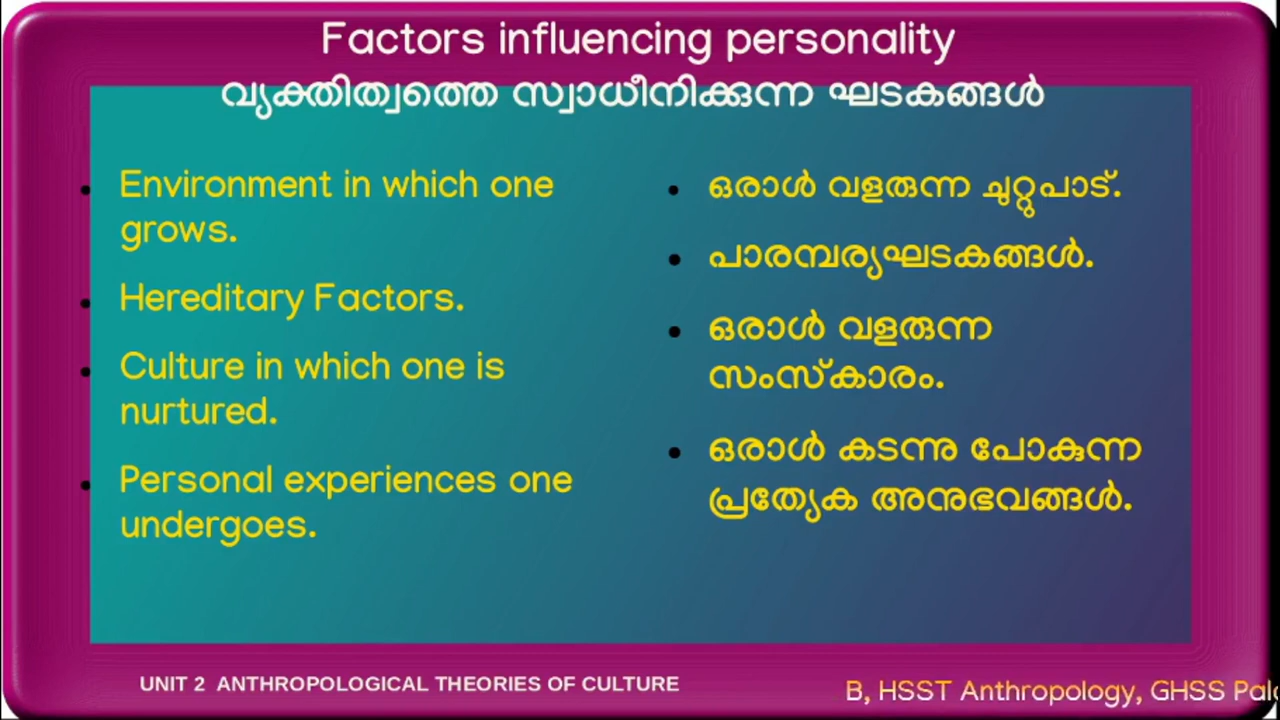 Factors influencing personality
വ്യക്തിത്വത്തെ സ്വാധീനിക്കുന്ന ഘടകങ്ങൾ
Environment in which one
grows.
Hereditary Factors.
Culture in which one is
nurtured.
Personal experiences one
undergoes.
ഒരാൾ വളരുന്ന ചുറ്റുപാട്.
പാരമ്പര്യഘടകങ്ങൾ.
ഒരാൾ വളരുന്ന
സംസ്കാരം.
ഒരാൾ കടന്നു പോകുന്ന
പ്രത്യേക അനുഭവങ്ങൾ.
UNIT 2 ANTHROPOLOGICAL THEORIES OF CULTURE
B, HSST Anthropology, GHSS